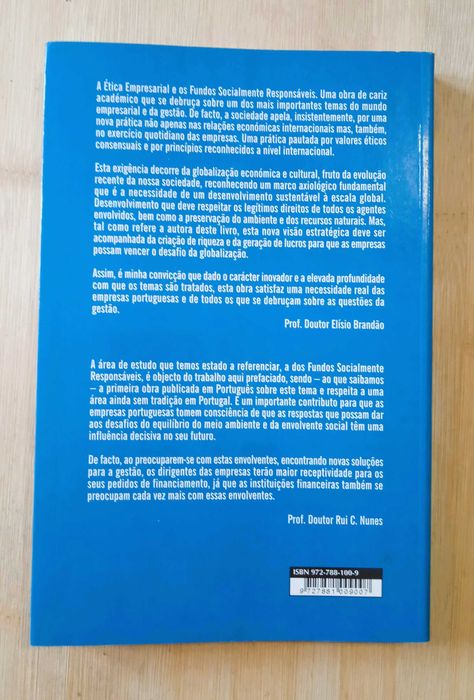 A Ética Empresarial e os Fundos Socialmente Responsáveis. Uma obra de cariz
académico que se debruça sobre um dos mais importantes temas do mundo
empresarial e da gestão. De facto, a sociedade apela, insistentemente, por uma
nova prática não apenas nas relações económicas internacionais mas, também,
no exercício quotidiano das empresas. Uma prática pautada por valores éticos
consensuais e por princípios reconhecidos a nível internacional.
Esta exigência decorre da globalização económica e cultural, fruto da evolução
recente da nossa sociedade, reconhecendo um marco axiológico fundamental
que é a necessidade de um desenvolvimento sustentável à escala global.
Desenvolvimento que deve respeitar os legítimos direitos de todos os agentes
envolvidos, bem como a preservação do ambiente e dos recursos naturais. Mas,
tal como refere a autora deste livro, esta nova visão estratégica deve ser
acompanhada da criação de riqueza e da geração de lucros para que as empresas
possam vencer o desafio da globalização.
Assim, é minha convicção que dado o carácter inovador e a elevada profundidade
com que os temas são tratados, esta obra satisfaz uma necessidade real das
empresas portuguesas e de todos os que se debruçam sobre as questões da
gestão.
Prof. Doutor Elísio Brandão
A área de estudo que temos estado a referenciar, a dos Fundos Socialmente
Responsáveis, é objecto do trabalho aqui prefaciado, sendo – ao que saibamos
– a primeira obra publicada em Português sobre este tema e respeita a uma
área ainda sem tradição em Portugal. É um importante contributo para que as
empresas portuguesas tomem consciência de que as respostas que possam dar
aos desafios do equilíbrio do meio ambiente e da envolvente social têm uma
influência decisiva no seu futuro.
De facto, ao preocuparem-se com estas envolventes, encontrando novas soluções
para a gestão, os dirigentes das empresas terão maior receptividade para os
seus pedidos de financiamento, já que as instituições financeiras também se
preocupam cada vez mais com essas envolventes.
Prof. Doutor Rui C. Nunes
ISBN 972-788-100-9
9 727881 009007